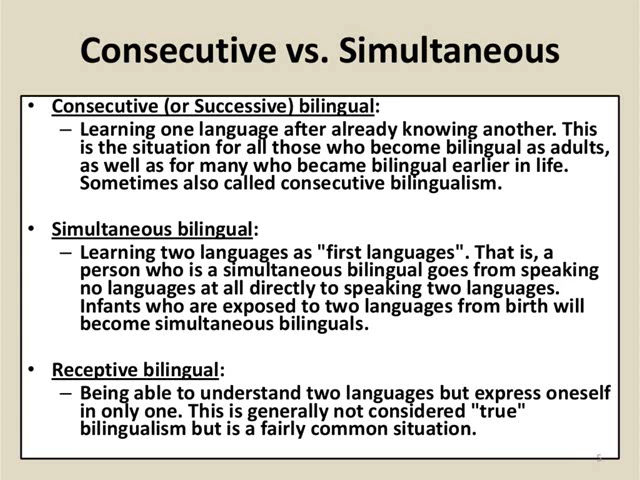 Consecutive vs. Simultaneous
• Consecutive (or Successive) bilingual:
– Learning one language after already knowing another. This
is the situation for all those who become bilingual as adults,
as well as for many who became bilingual earlier in life.
Sometimes also called consecutive bilingualism.
• Simultaneous bilingual:
– Learning two languages as "first languages". That is, a
person who is a simultaneous bilingual goes from speaking
no languages at all directly to speaking two languages.
Infants who are exposed to two languages from birth will
become simultaneous bilinguals.
• Receptive bilingual:
– Being able to understand two languages but express oneself
in only one. This is generally not considered "true"
bilingualism but is a fairly common situation.